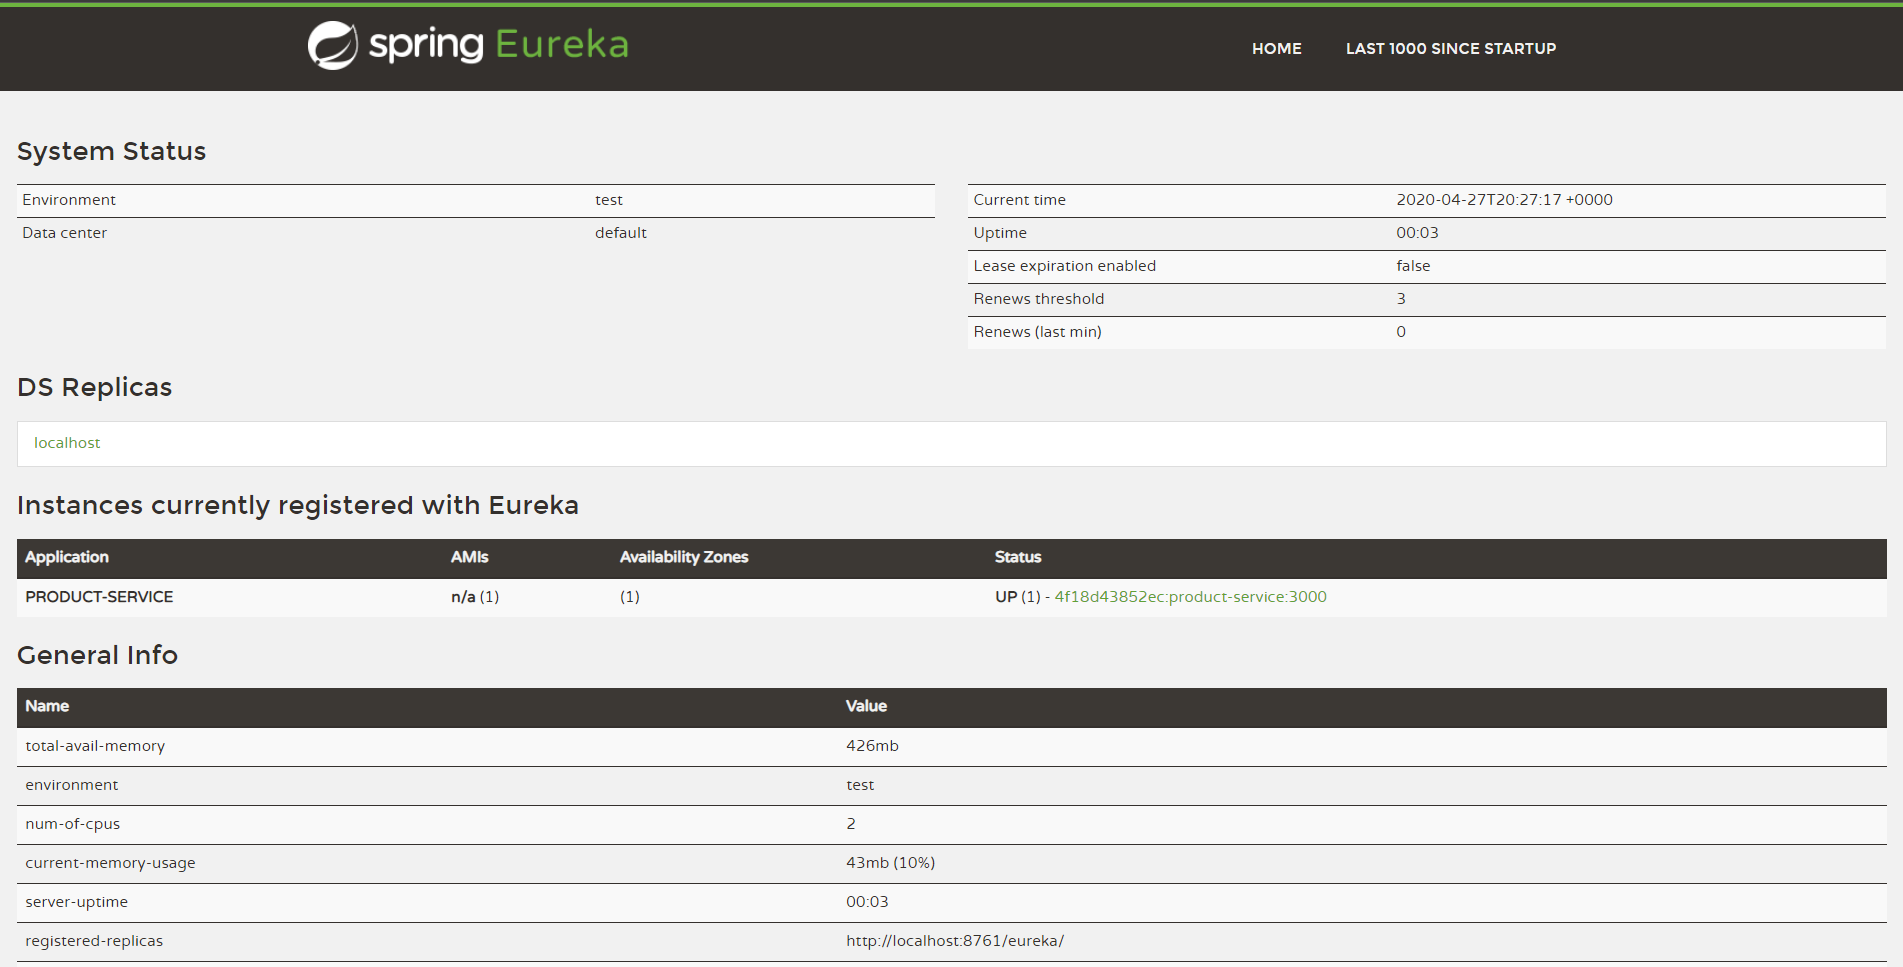 spring Eureka
HOME LAST 1000 SINCE STARTUP
System Status
Environment test
Data center default
Current time 2020-04-27T20:27:17 +0000
Uptime 00:03
Lease expiration enabled false
Renews threshold 3
Renews (last min) 0
DS Replicas
localhost
Instances currently registered with Eureka
Application AMIs Availability Zones Status
PRODUCT-SERVICE n/a (1) (1) UP (1) - 4f18d43852ec:product-service:3000
General Info
Name Value
total-avail-memory 426mb
environment test
num-of-cpus 2
current-memory-usage 43mb (10%)
server-uptime 00:03
registered-replicas http://localhost:8761/eureka/